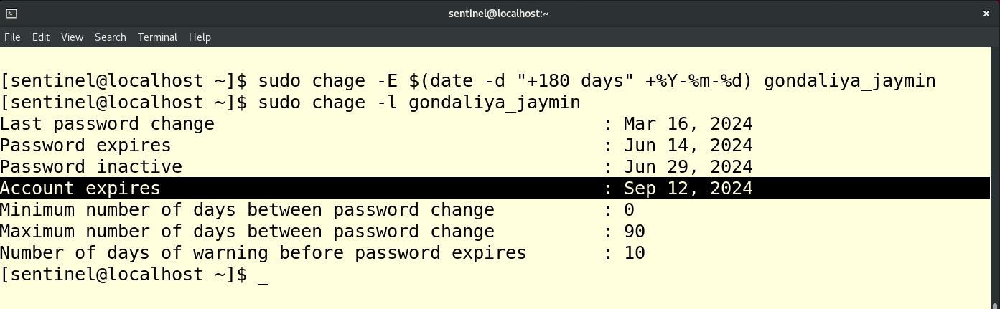 sentinel@localhost:~
File Edit View Search Terminal Help
[sentinel@localhost ~]$ sudo chage -E $(date -d "+180 days" +%Y-%m-%d) gondaliya_jaymin
[sentinel@localhost ~]$ sudo chage -l gondaliya_jaymin
Last password change : Mar 16, 2024
Password expires : Jun 14, 2024
Password inactive : Jun 29, 2024
Account expires : Sep 12, 2024
Minimum number of days between password change : 0
Maximum number of days between password change : 90
Number of days of warning before password expires : 10
[sentinel@localhost ~]$ _